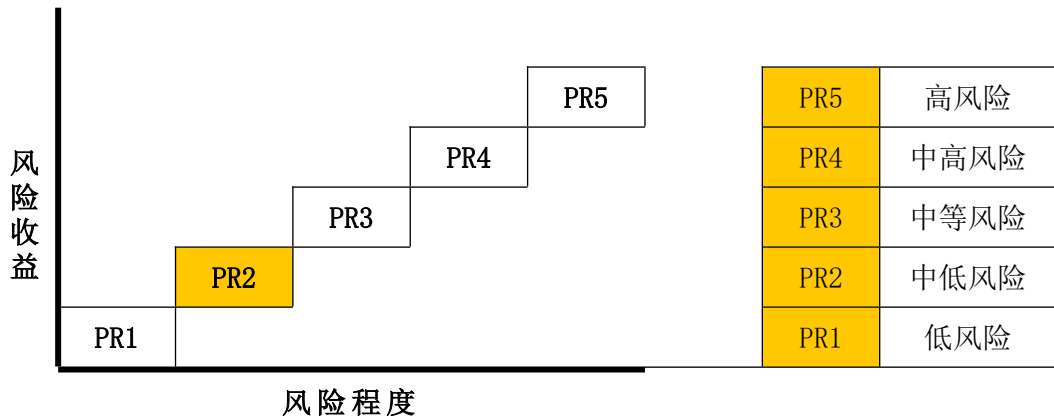 风险收益
PR5
PR4
PR3
PR2
PR1
风险程度
PR5 高风险
PR4 中高风险
PR3 中等风险
PR2 中低风险
PR1 低风险